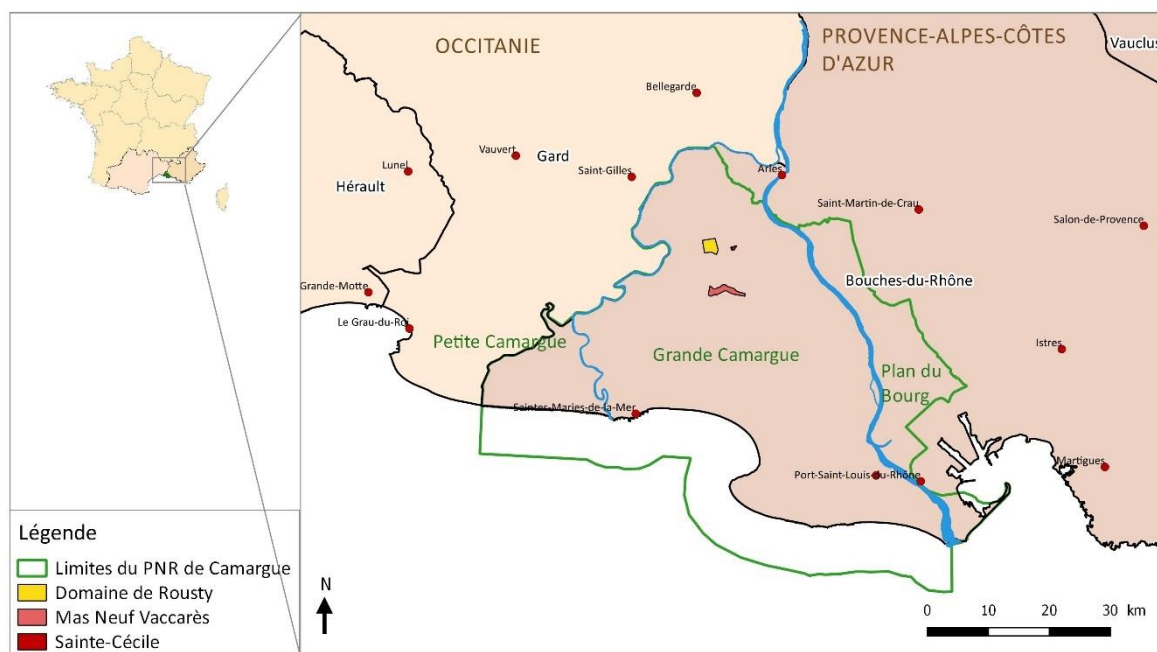 OCCITANIE
PROVENCE-ALPES-CÔTES
D'AZUR
Bellegarde
Vauvert
Gard
Lunel
Saint-Gilles
Arles
Hérault
Saint-Martin-de-Crau
Salon-de-Provence
Bouches-du-Rhône
Grande-Motte
Le Grau-du-Roi
Petite Camargue
Grande Camargue
Istres
Plan du
Bourg
Saintes-Maries-de-la-Mer
Port-Saint-Louis-du-Rhône
Martigues
Légende
Limites du PNR de Camargue
Domaine de Rousty
Mas Neuf Vaccarès
Sainte-Cécile
N
0 10 20 30 km